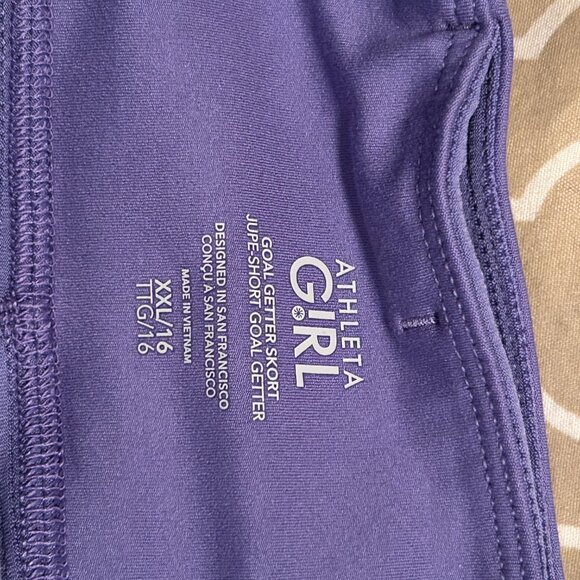 ATHLETA
GIRL
GOAL GETTER SKORT
JUPE-SHORT GOAL GETTER
DESIGNED IN SAN FRANCISCO
CONÇU A SAN FRANCISCO
XXL/16
TTG/16
MADE IN VIETNAM